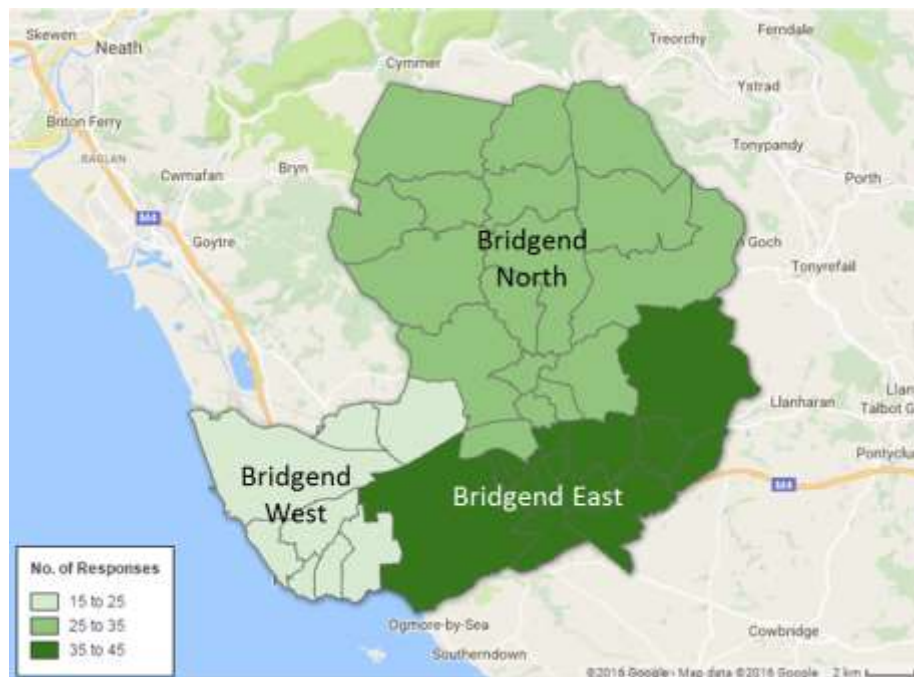 Skewen
Neath
Cymmer
Treorchy
Ferndale
Ystrad
Briton Ferry
BAGLAN
Cwmafan
Bryn
Tonypandy
Porth
M4
Goytre
Bridgend
North
Goch
Tonyrefail
Llanharan
Talbot G
Pontyclu
Bridgend
West
Bridgend East
M4
No. of Responses
15 to 25
25 to 35
35 to 45
Ogmore-by-Sea
Southerndown
Cowbridge
©2016 Google - Map data ©2016 Google 2 km